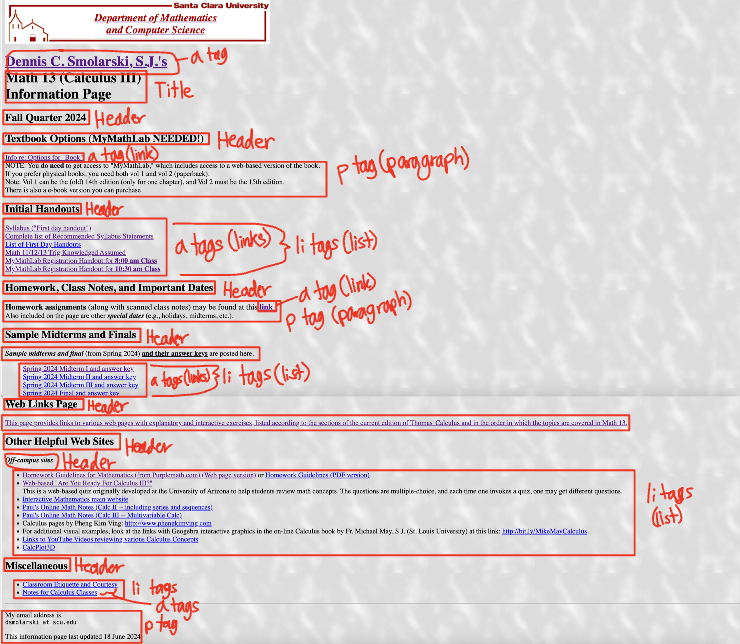 Santa Clara University
Department of Mathematics
and Computer Science
Dennis C. Smolarski, S.J.'s
a tag
Math 13 (Calculus III)
Information Page
Title
Fall Quarter 2024
Header
Textbook Options (MyMathLab NEEDED!)
Header
Info re: Options for "Book"
a tag (link)
NOTE: You do need to get access to "MyMathLab," which includes access to a web-based version of the book.
If you prefer physical books, you need both vol 1 and vol 2 (paperback).
Note: Vol 1 can be the (old) 14th edition (only for one chapter), and Vol 2 must be the 15th edition.
There is also a e-book version you can purchase.
p tag (paragraph)
Initial Handouts
Header
Syllabus ("First day handout")
Complete list of Recommended Syllabus Statements
List of First Day Handouts
Math 11/12/13 Trig Knowledge Assumed
MyMathLab Registration Handout for 8:00 am Class
MyMathLab Registration Handout for 10:30 am Class
a tags (links)
li tags (list)
Homework, Class Notes, and Important Dates
Header
a tag (link)
Homework assignments (along with scanned class notes) may be found at this link.
Also included on the page are other special dates (e.g., holidays, midterms, etc.).
p tag (paragraph)
Sample Midterms and Finals
Header
Sample midterms and final (from Spring 2024) and their answer keys are posted here.
Spring 2024 Midterm I and answer key
Spring 2024 Midterm II and answer key
Spring 2024 Midterm III and answer key
Spring 2024 Final and answer key
a tags (links)
li tags (list)
Web Links Page
Header
This page provides links to various web pages with explanatory and interactive exercises, listed according to the sections of the current edition of Thomas' Calculus and in the order in which the topics are covered in Math 13.
Other Helpful Web Sites
Header
Off-campus sites
Header
Homework Guidelines for Mathematics (from Purplemath.com) (Web page version) or Homework Guidelines (PDF version)
Web-based "Are You Ready For Calculus III?"
This is a web-based quiz originally developed at the University of Arizona to help students review math concepts. The questions are multiple-choice, and each time one invokes a quiz, one may get different questions.
Interactive Mathematics main website
Paul's Online Math Notes (Calc II -- including series and sequences)
Paul's Online Math Notes (Calc III -- Multivariable Calc)
Calculus pages by Pheng Kim Ving: http://www.phengkimving.com
For additional visual examples, look at the links with Geogebra interactive graphics in the on-line Calculus book by Fr. Michael May, S.J. (St. Louis University) at this link: http://bit.ly/MikeMayCalculus.
Links to YouTube Videos reviewing various Calculus Concepts
CalcPlot3D
li tags
(list)
Miscellaneous
Header
Classroom Etiquette and Courtesy
Notes for Calculus Classes
li tags
a tags
My email address is
dsmolarski at scu.edu
p tag
This information page last updated 18 June 2024